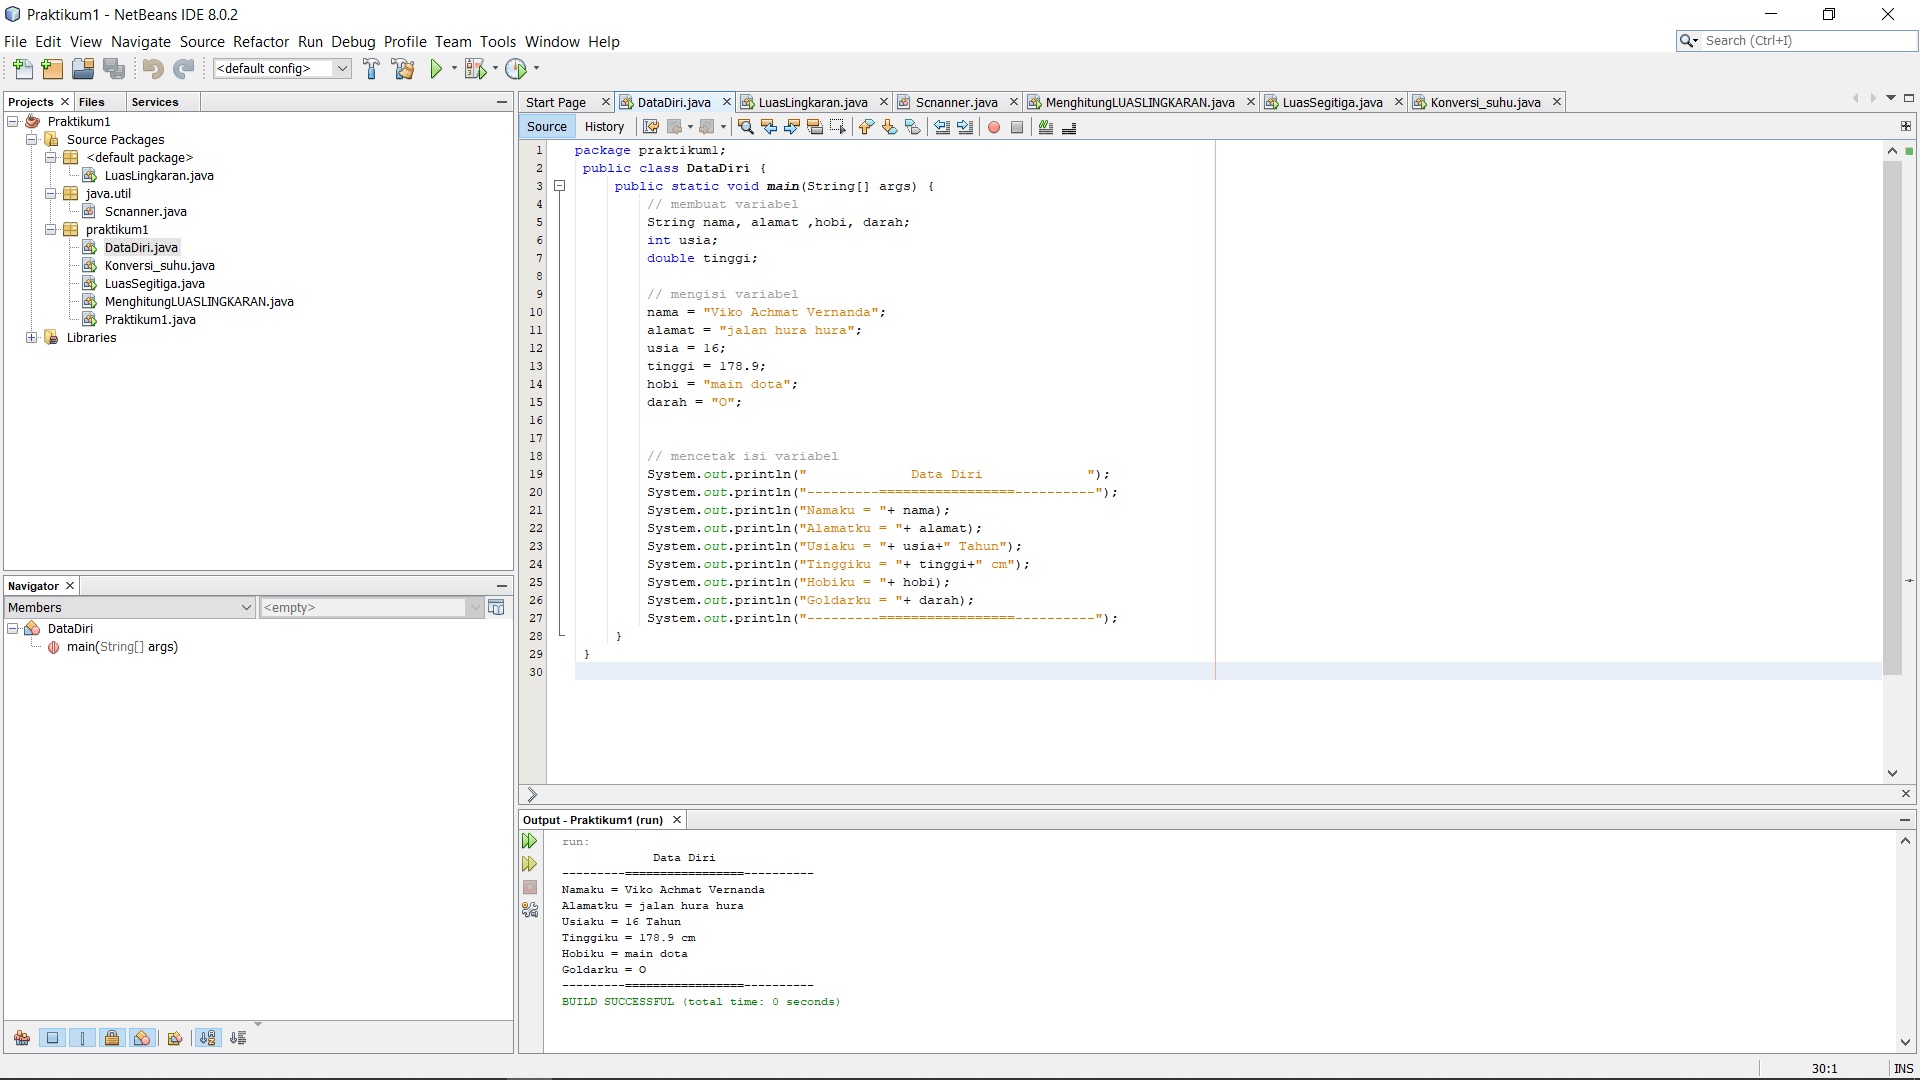 Praktikum1 - NetBeans IDE 8.0.2
File Edit View Navigate Source Refactor Run Debug Profile Team Tools Window Help
Search (Ctrl+I)
<default config>
Projects Files Services
Praktikum1
Source Packages
<default package>
LuasLingkaran.java
java.util
Scnanner.java
praktikum1
DataDiri.java
Konversi_suhu.java
LuasSegitiga.java
MenghitungLUASLINGKARAN.java
Praktikum1.java
Libraries
Navigator
Members <empty>
DataDiri
main(String[] args)
Start Page DataDiri.java LuasLingkaran.java Scnanner.java MenghitungLUASLINGKARAN.java LuasSegitiga.java Konversi_suhu.java
Source History
1 package praktikum1;
2 public class DataDiri {
3 public static void main(String[] args) {
4 // membuat variabel
5 String nama, alamat ,hobi, darah;
6 int usia;
7 double tinggi;
8
9 // mengisi variabel
10 nama = "Viko Achmat Vernanda";
11 alamat = "jalan hura hura";
12 usia = 16;
13 tinggi = 178.9;
14 hobi = "main dota";
15 darah = "O";
16
17
18 // mencetak isi variabel
19 System.out.println("             Data Diri             ");
20 System.out.println("---------=================----------");
21 System.out.println("Namaku = "+ nama);
22 System.out.println("Alamatku = "+ alamat);
23 System.out.println("Usiaku = "+ usia+" Tahun");
24 System.out.println("Tinggiku = "+ tinggi+" cm");
25 System.out.println("Hobiku = "+ hobi);
26 System.out.println("Goldarku = "+ darah);
27 System.out.println("---------=================----------");
28 }
29 }
30
Output - Praktikum1 (run)
run:
Data Diri
---------=================----------
Namaku = Viko Achmat Vernanda
Alamatku = jalan hura hura
Usiaku = 16 Tahun
Tinggiku = 178.9 cm
Hobiku = main dota
Goldarku = O
---------=================----------
BUILD SUCCESSFUL (total time: 0 seconds)
30:1 INS